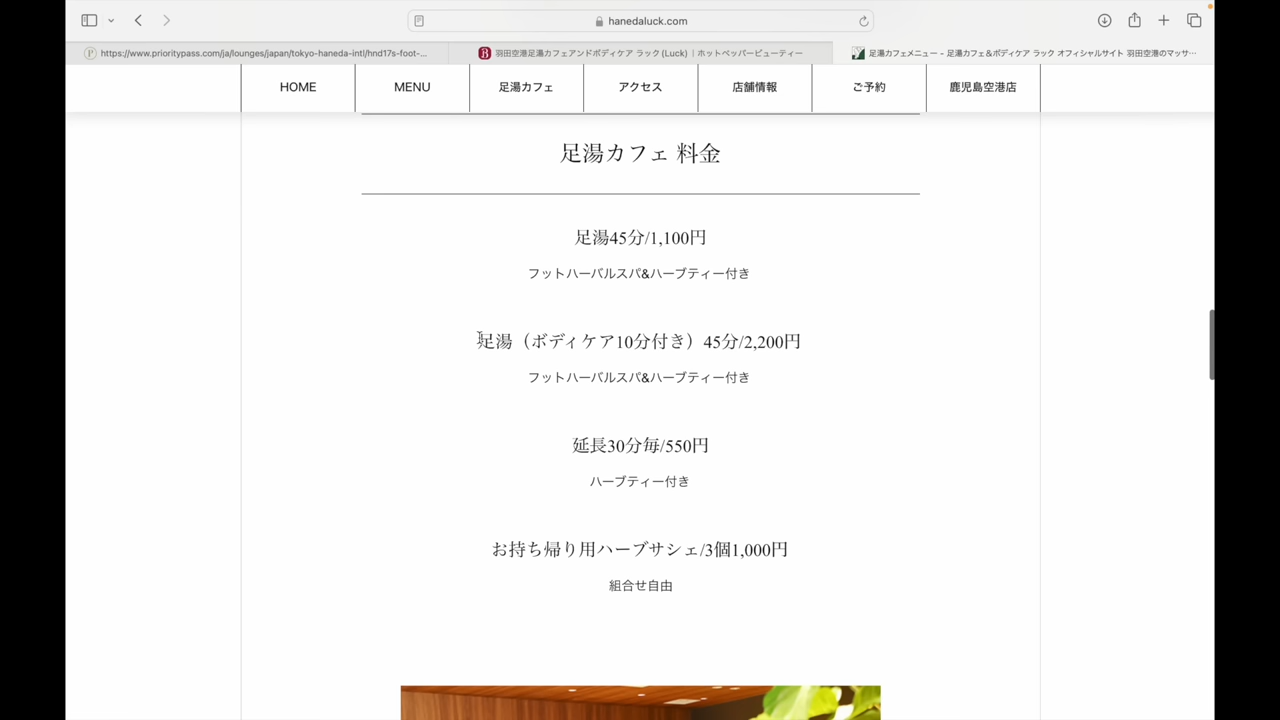 hanedaluck.com
https://www.prioritypass.com/ja/lounges/japan/tokyo-haneda-intl/hnd17s-foot-...
羽田空港足湯カフェアンドボディケア ラック (Luck) ｜ホットペッパービューティー
足湯カフェメニュー - 足湯カフェ＆ボディケア ラック オフィシャルサイト 羽田空港のマッサ...
HOME
MENU
足湯カフェ
アクセス
店舗情報
ご予約
鹿児島空港店
足湯カフェ 料金
足湯45分/1,100円
フットハーバルスパ&ハーブティー付き
足湯（ボディケア10分付き）45分/2,200円
フットハーバルスパ&ハーブティー付き
延長30分毎/550円
ハーブティー付き
お持ち帰り用ハーブサシェ/3個1,000円
組合せ自由